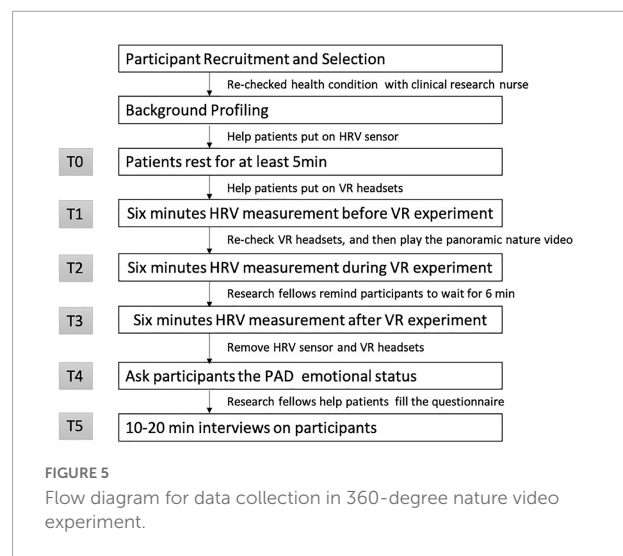 Participant Recruitment and Selection
Re-checked health condition with clinical research nurse
Background Profiling
Help patients put on HRV sensor
T0
Patients rest for at least 5min
Help patients put on VR headsets
T1
Six minutes HRV measurement before VR experiment
Re-check VR headsets, and then play the panoramic nature video
T2
Six minutes HRV measurement during VR experiment
Research fellows remind participants to wait for 6 min
T3
Six minutes HRV measurement after VR experiment
Remove HRV sensor and VR headsets
T4
Ask participants the PAD emotional status
Research fellows help patients fill the questionnaire
T5
10-20 min interviews on participants
FIGURE 5
Flow diagram for data collection in 360-degree nature video
experiment.